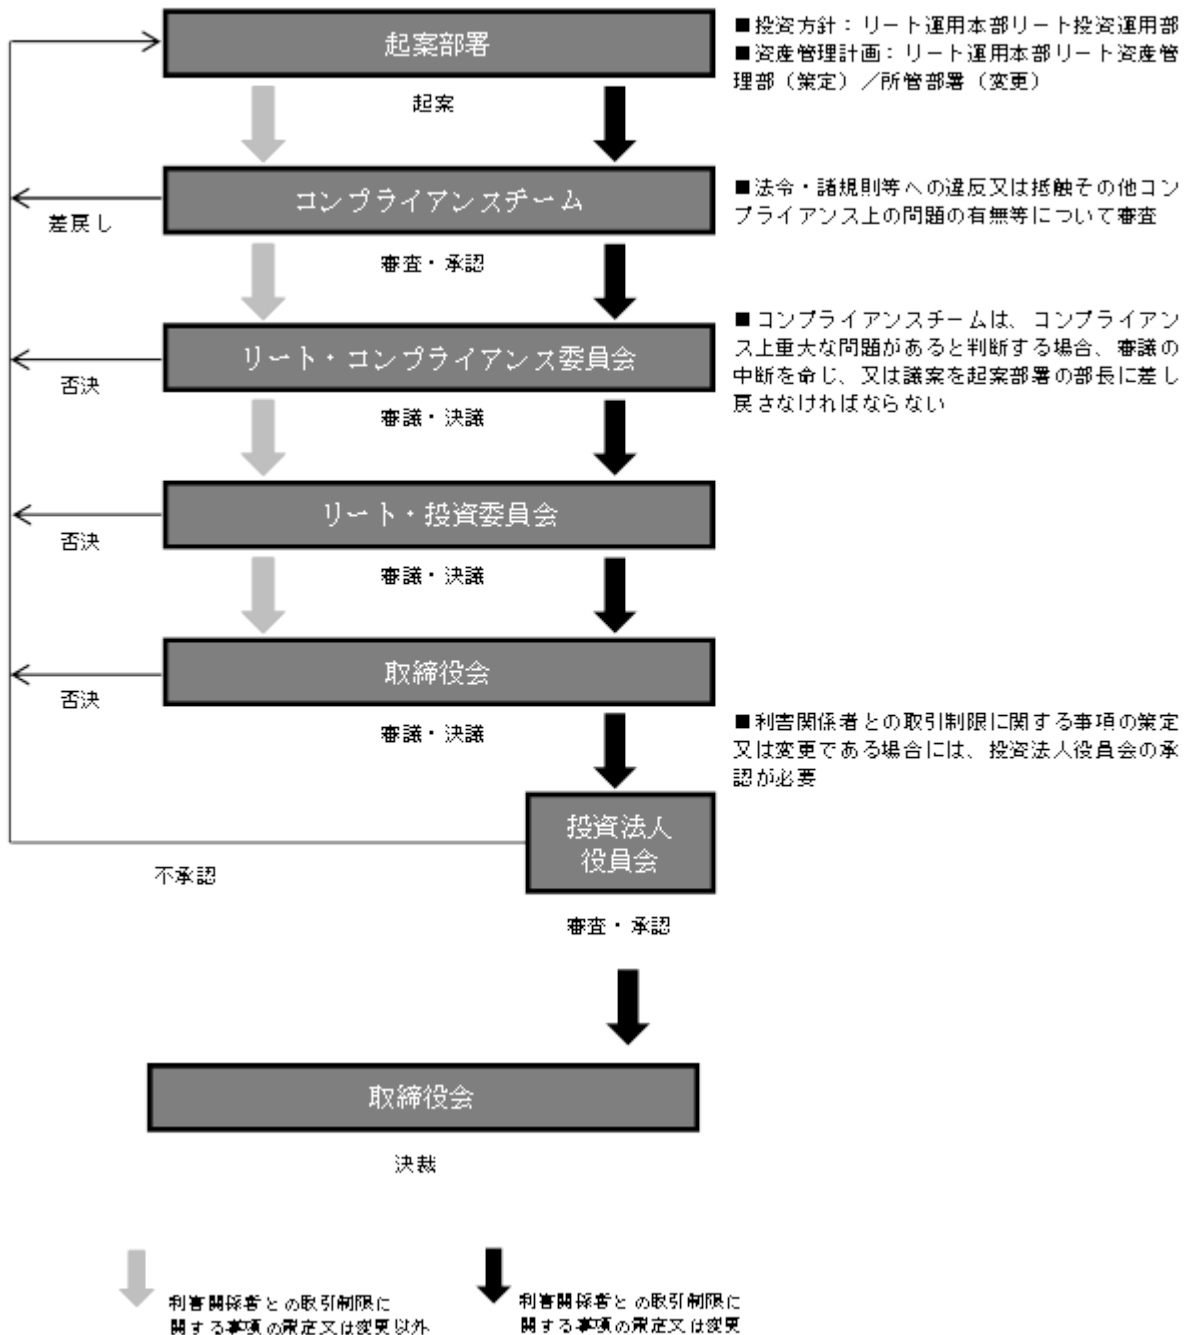 起案部署
■投資方針：リート運用本部リート投資運用部
■資産管理計画：リート運用本部リート資産管
理部（策定）／所管部署（変更）
起案
コンプライアンスチーム
■法令・諸規則等への違反又は抵触その他コン
プライアンス上の問題の有無等について審査
差戻し
審査・承認
リート・コンプライアンス委員会
■コンプライアンスチームは、コンプライアン
ス上重大な問題があると判断する場合、審議の
中断を命じ、又は議案を起案部署の部長に差し
戻さなければならない
否決
審議・決議
リート・投資委員会
否決
審議・決議
取締役会
否決
審議・決議
■利害関係者との取引制限に関する事項の策定
又は変更である場合には、投資法人役員会の承
認が必要
投資法人
役員会
不承認
審査・承認
取締役会
決裁
利害関係者との取引制限に
関する事項の策定又は変更以外
利害関係者との取引制限に
関する事項の策定又は変更